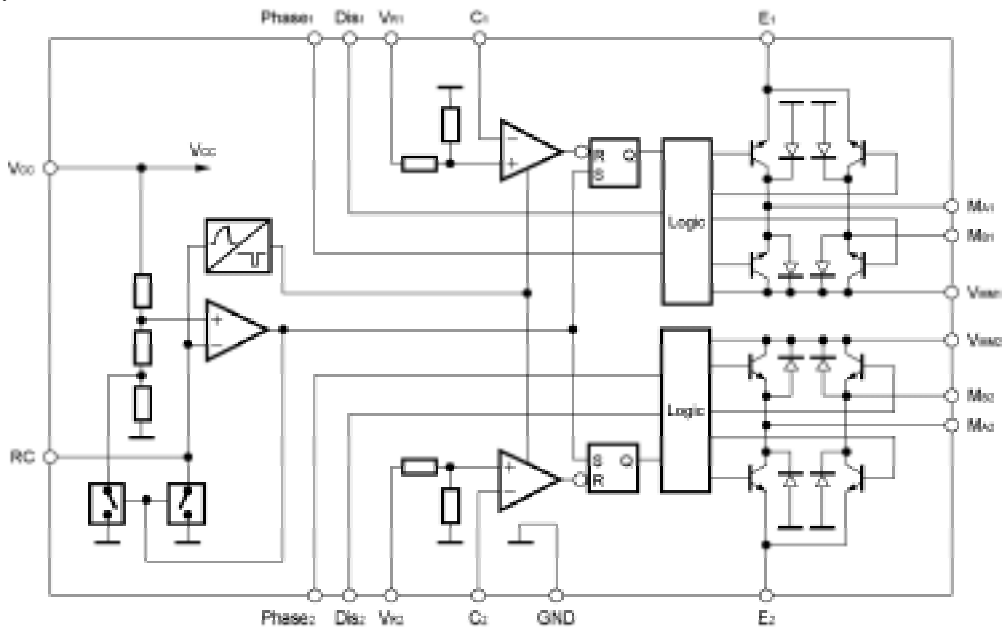 Phase₁ Dis₁ VR₁ C₁ E₁
VCC
VCC
R Q
S
MA1
Logic
MB1
VMM1
+
−
VMM2
Logic
MB2
MA2
RC
S Q
R
Phase₂ Dis₂ VR₂ C₂ GND E₂